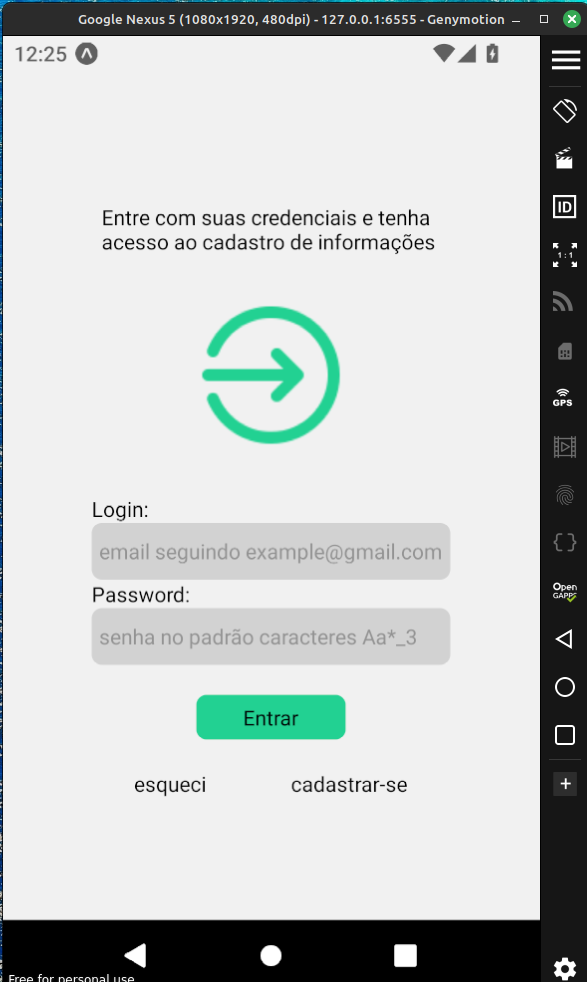 Google Nexus 5 (1080x1920, 480dpi) - 127.0.0.1:6555 - Genymotion
12:25
ID
1 : 1
GPS
Open
GAPPS
Entre com suas credenciais e tenha
acesso ao cadastro de informações
Login:
email seguindo example@gmail.com
Password:
senha no padrão caracteres Aa*_3
Entrar
esqueci cadastrar-se
Free for personal use